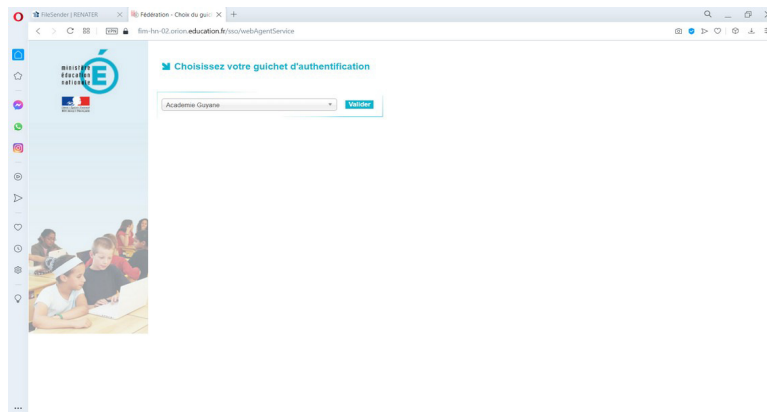 FileSender | RENATER
Fédération - Choix du guic
VPN
fim-hn-02.orion.education.fr/sso/webAgentService
ministère
éducation
nationale
É
Choisissez votre guichet d'authentification
Academie Guyane
Valider